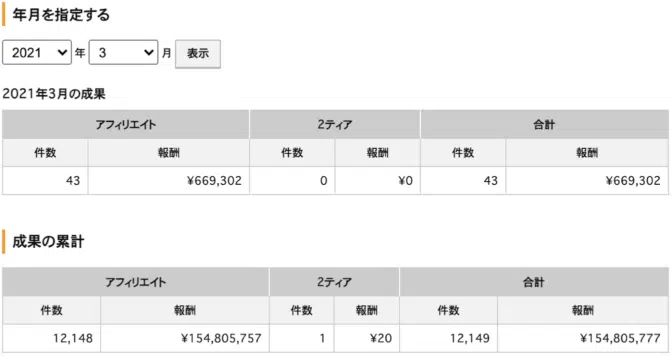 年月を指定する
2021 年 3 月 表示
2021年3月の成果
アフィリエイト 2ティア 合計
件数 報酬 件数 報酬 件数 報酬
43 ¥669,302 0 ¥0 43 ¥669,302
成果の累計
アフィリエイト 2ティア 合計
件数 報酬 件数 報酬 件数 報酬
12,148 ¥154,805,757 1 ¥20 12,149 ¥154,805,777